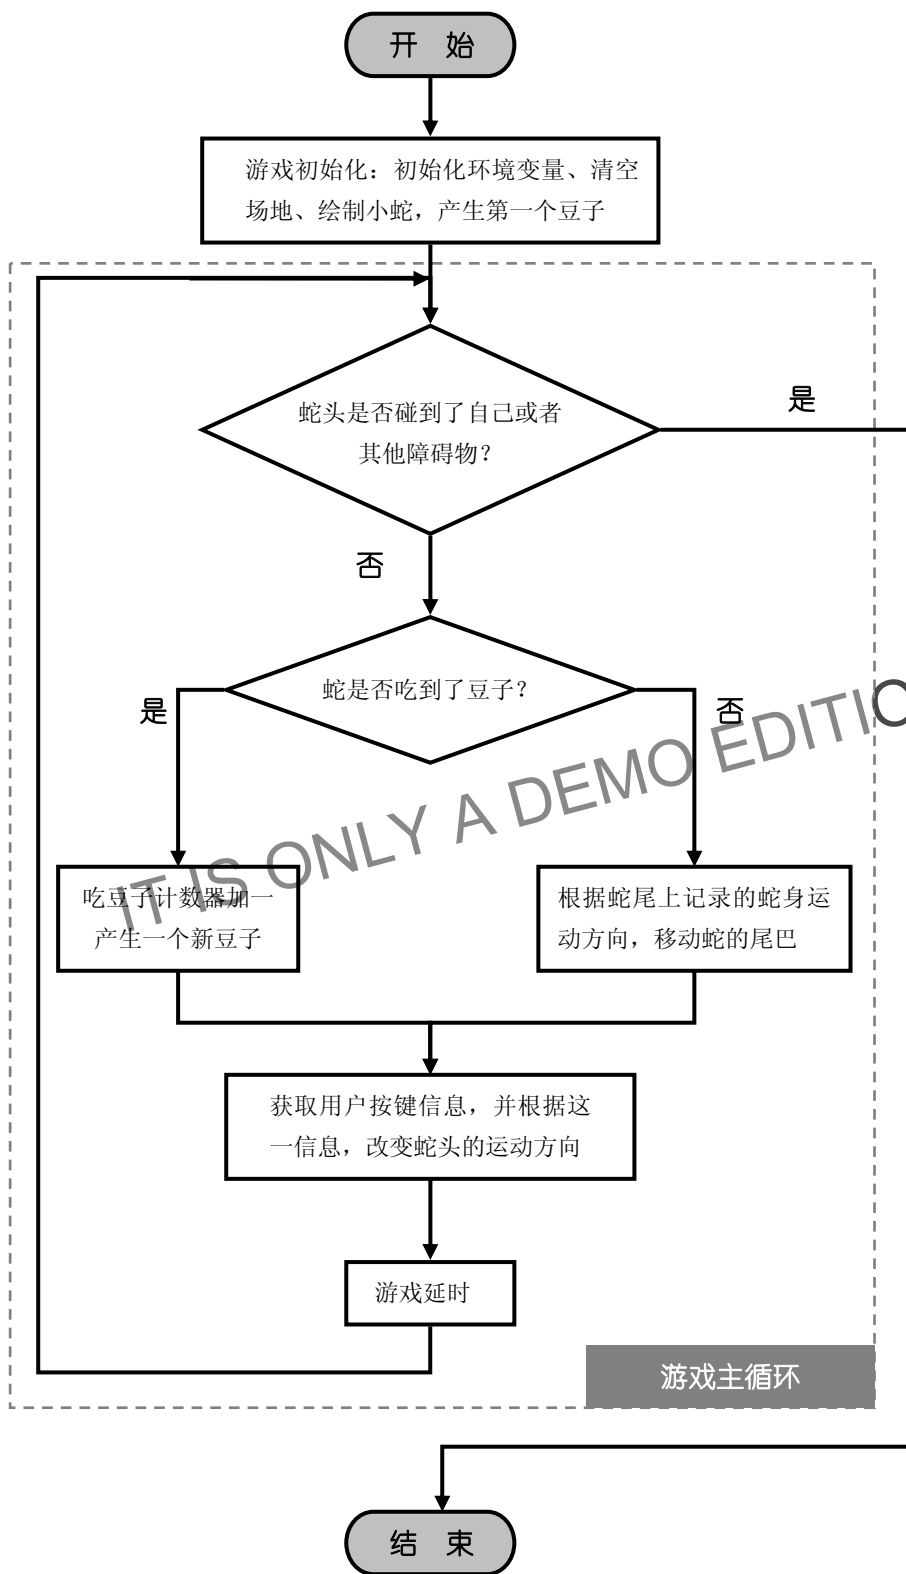 开 始
游戏初始化：初始化环境变量、清空
场地、绘制小蛇，产生第一个豆子
蛇头是否碰到了自己或者
其他障碍物？
是
否
蛇是否吃到了豆子？
是
否
IT IS ONLY A DEMO EDITIO
吃豆子计数器加一
产生一个新豆子
根据蛇尾上记录的蛇身运
动方向，移动蛇的尾巴
获取用户按键信息，并根据这
一信息，改变蛇头的运动方向
游戏延时
游戏主循环
结 束